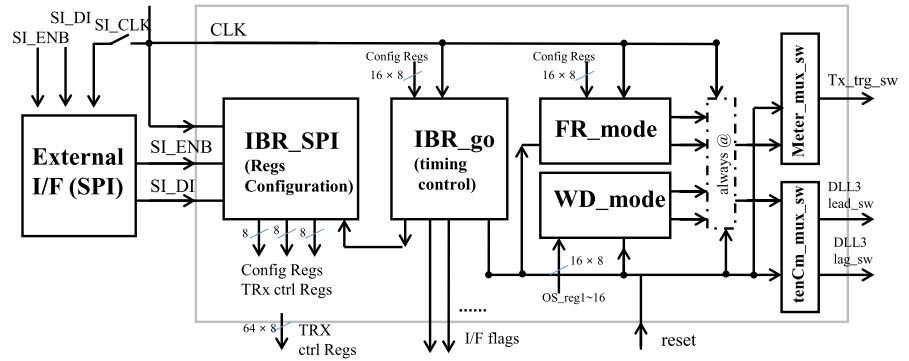 SI_DI
SI_CLK
SI_ENB
CLK
Config Regs
16 × 8
Config Regs
16 × 8
Tx_trg_sw
Meter_mux_sw
External
I/F (SPI)
SI_ENB
SI_DI
IBR_SPI
(Regs
Configuration)
IBR_go
(timing
control)
FR_mode
WD_mode
always @
DLL3
lead_sw
DLL3
lag_sw
tenCm_mux_sw
8
8
8
Config Regs
TRx ctrl Regs
16 × 8
OS_reg1~16
64 × 8
TRX
ctrl Regs
......
I/F flags
reset